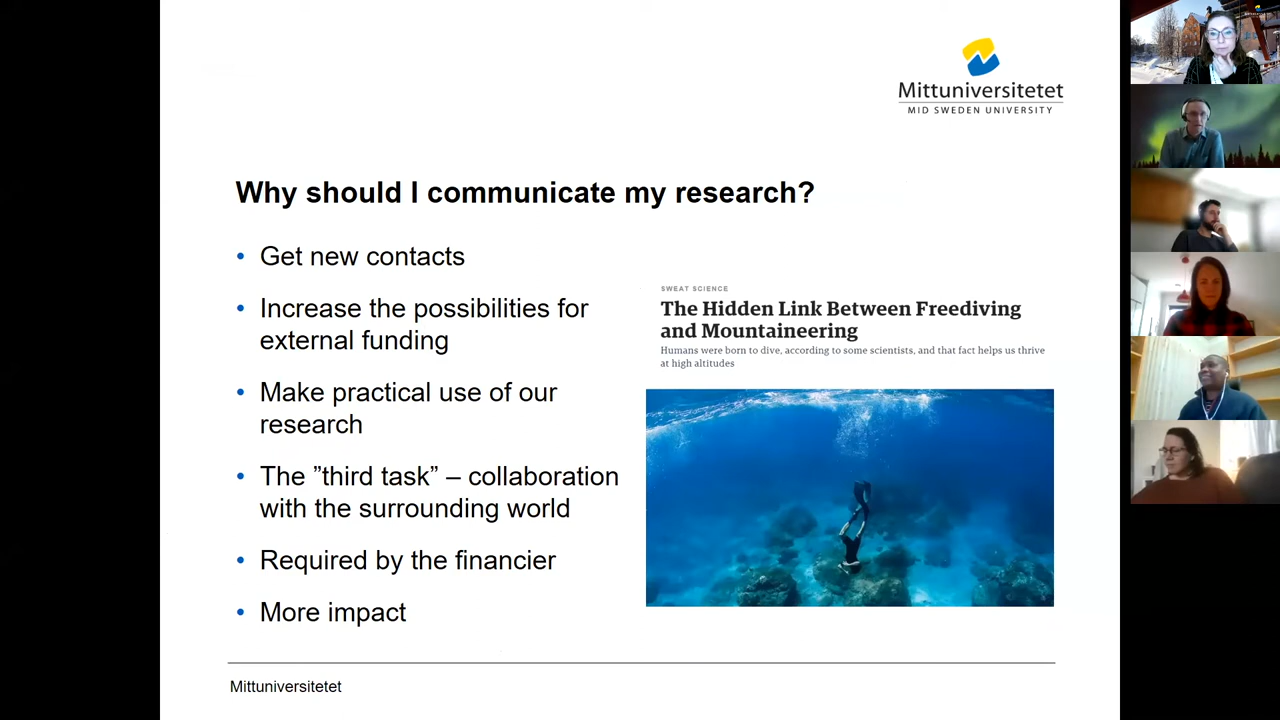 Mittuniversitetet
MID SWEDEN UNIVERSITY
Why should I communicate my research?
• Get new contacts
• Increase the possibilities for
external funding
• Make practical use of our
research
• The ”third task” – collaboration
with the surrounding world
• Required by the financier
• More impact
SWEAT SCIENCE
The Hidden Link Between Freediving
and Mountaineering
Humans were born to dive, according to some scientists, and that fact helps us thrive
at high altitudes
Mittuniversitetet